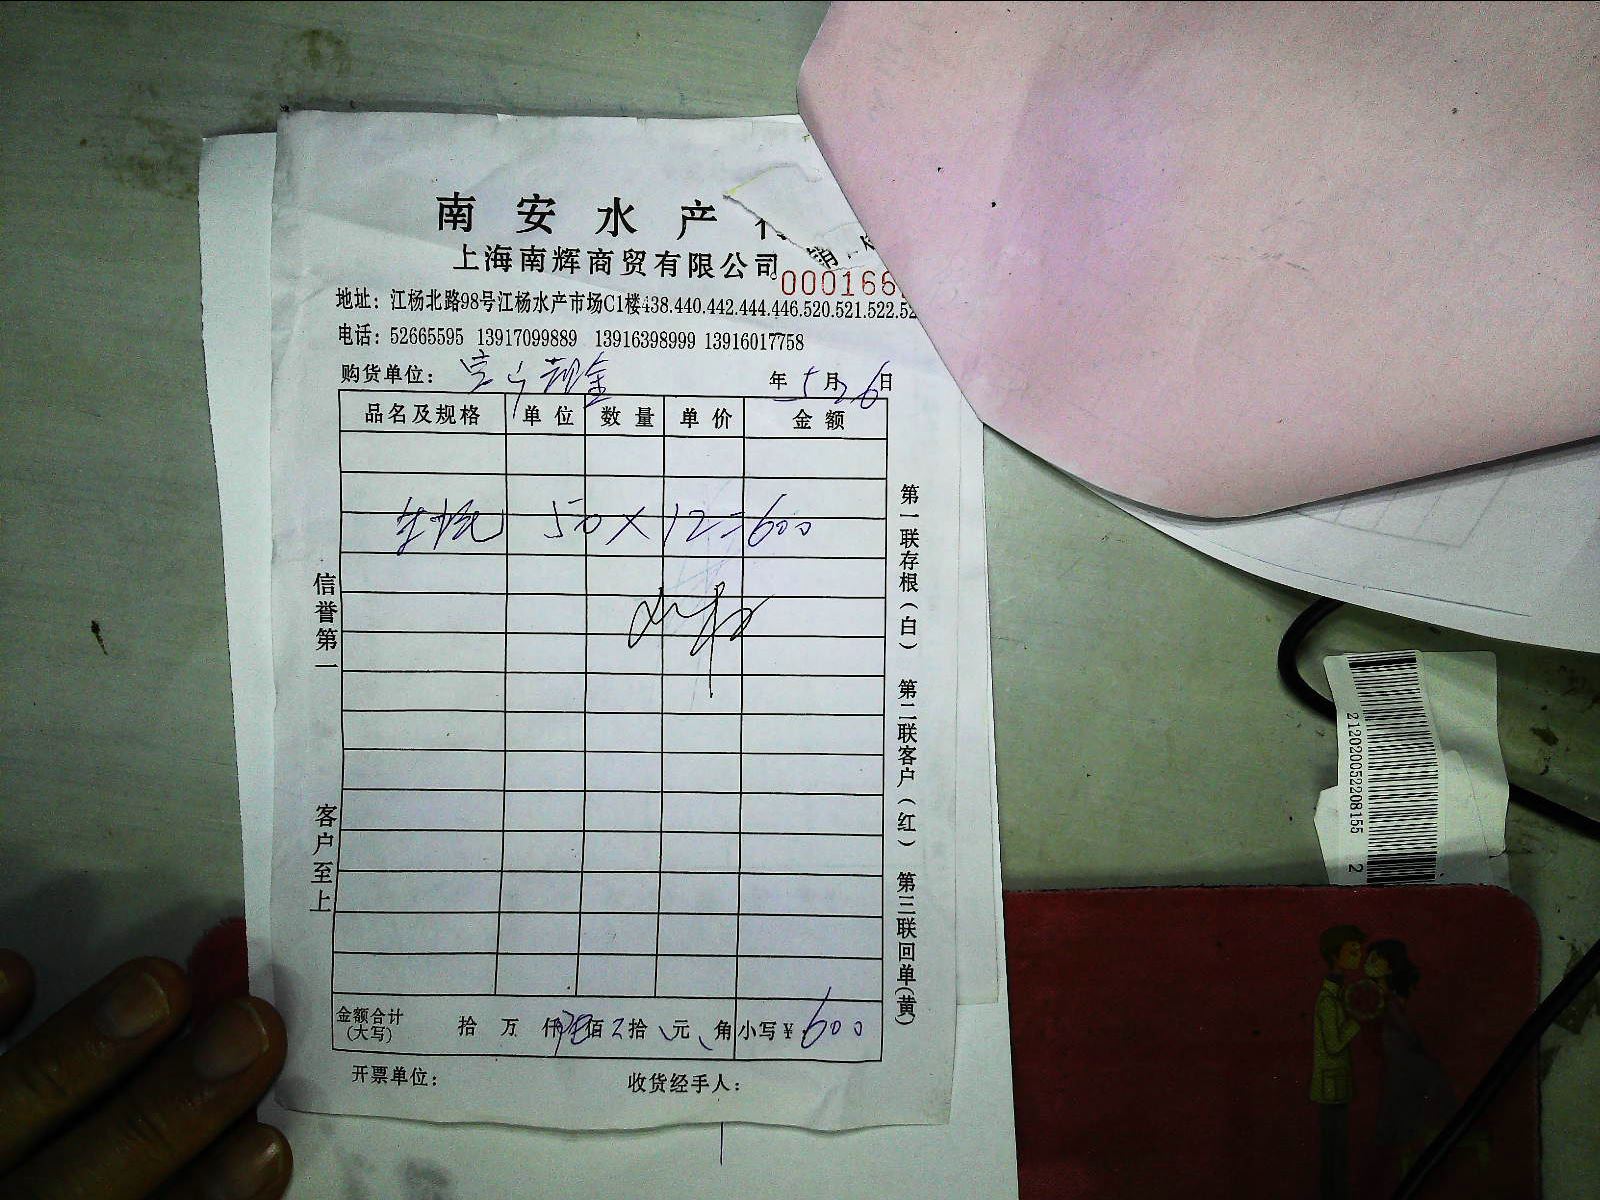 南安水产
上海南辉商贸有限公司
000166
地址：江杨北路98号江杨水产市场C1楼438.440.442.444.446.520.521.522.52
电话：52665595 13917099889 13916398999 13916017758
购货单位： 年5月26日
品名及规格 单位 数量 单价 金额
50×12=600
信誉第一
客户至上
第一联存根（白） 第二联客户（红） 第三联回单（黄）
金额合计（大写） 拾 万 仟 佰 拾 元 角 小写￥600
开票单位： 收货经手人：
2120200522081552